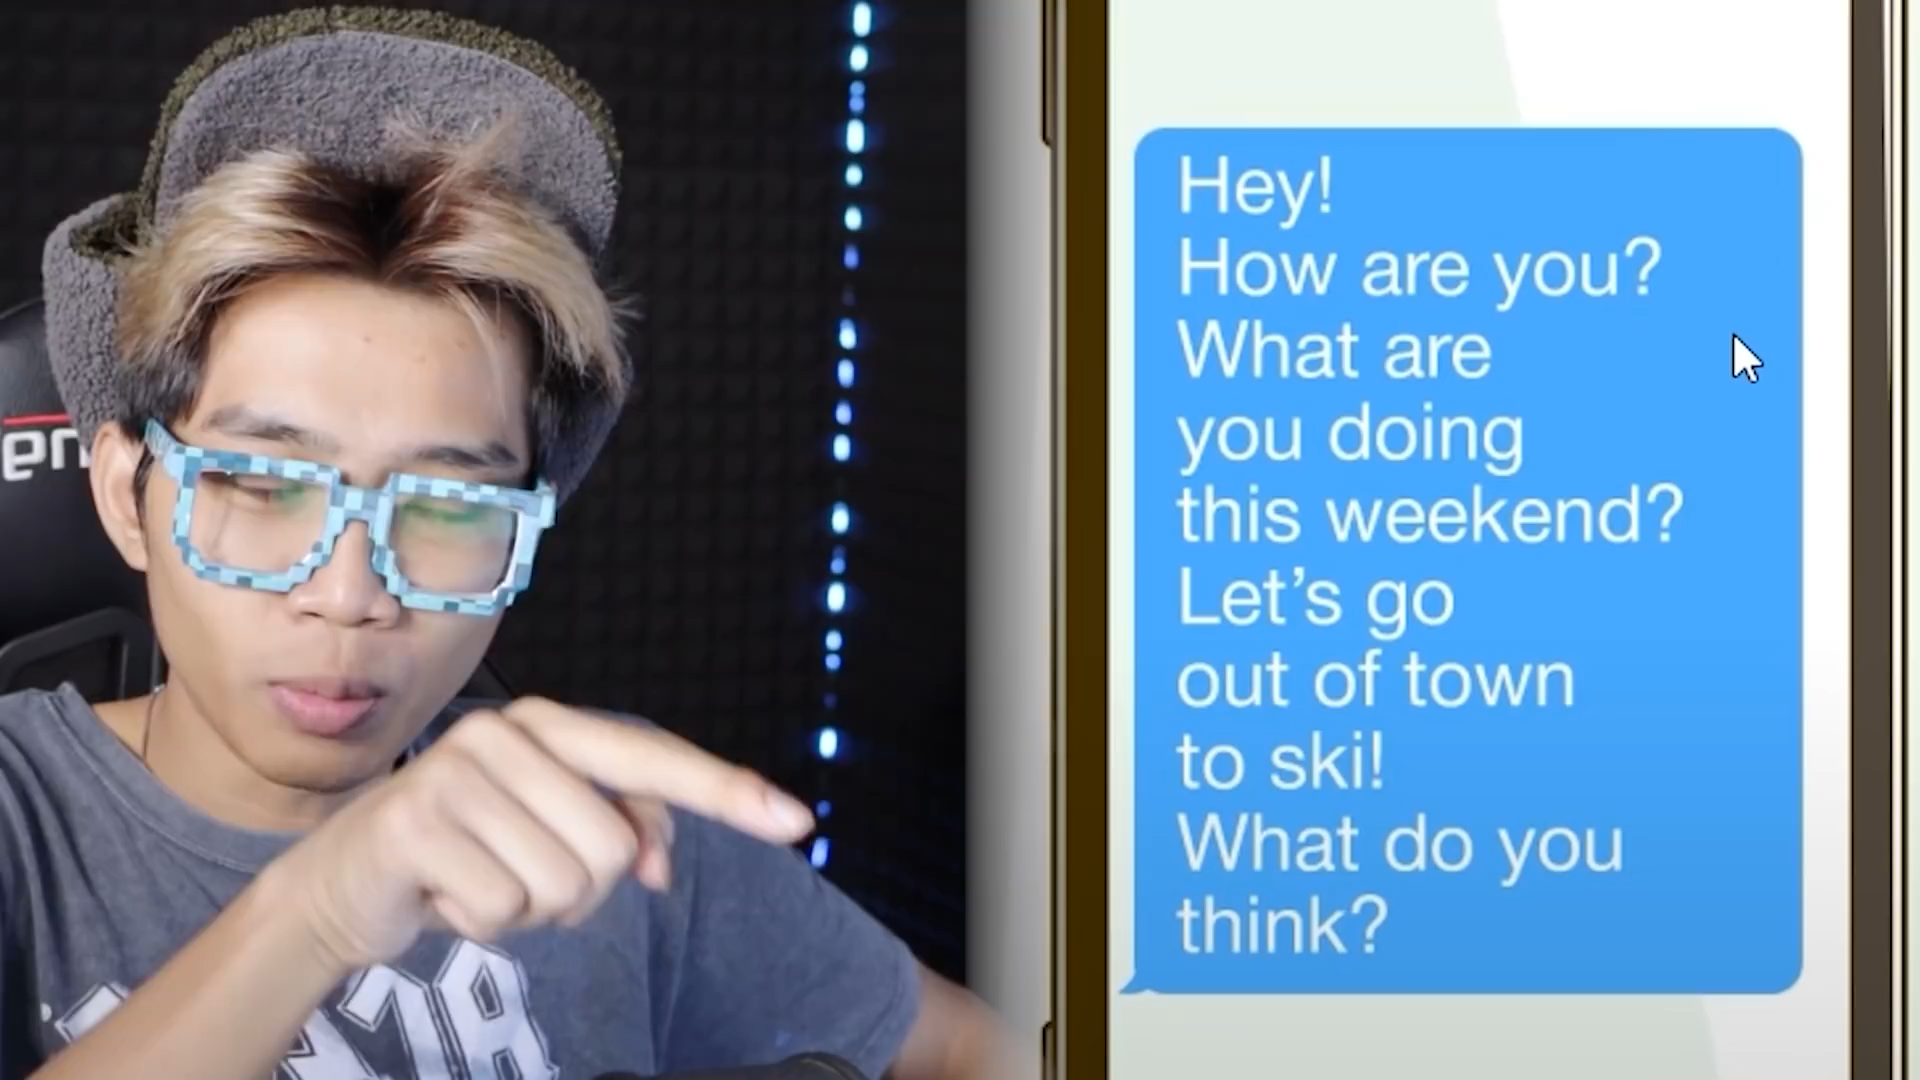 Hey!
How are you?
What are
you doing
this weekend?
Let's go
out of town
to ski!
What do you
think?